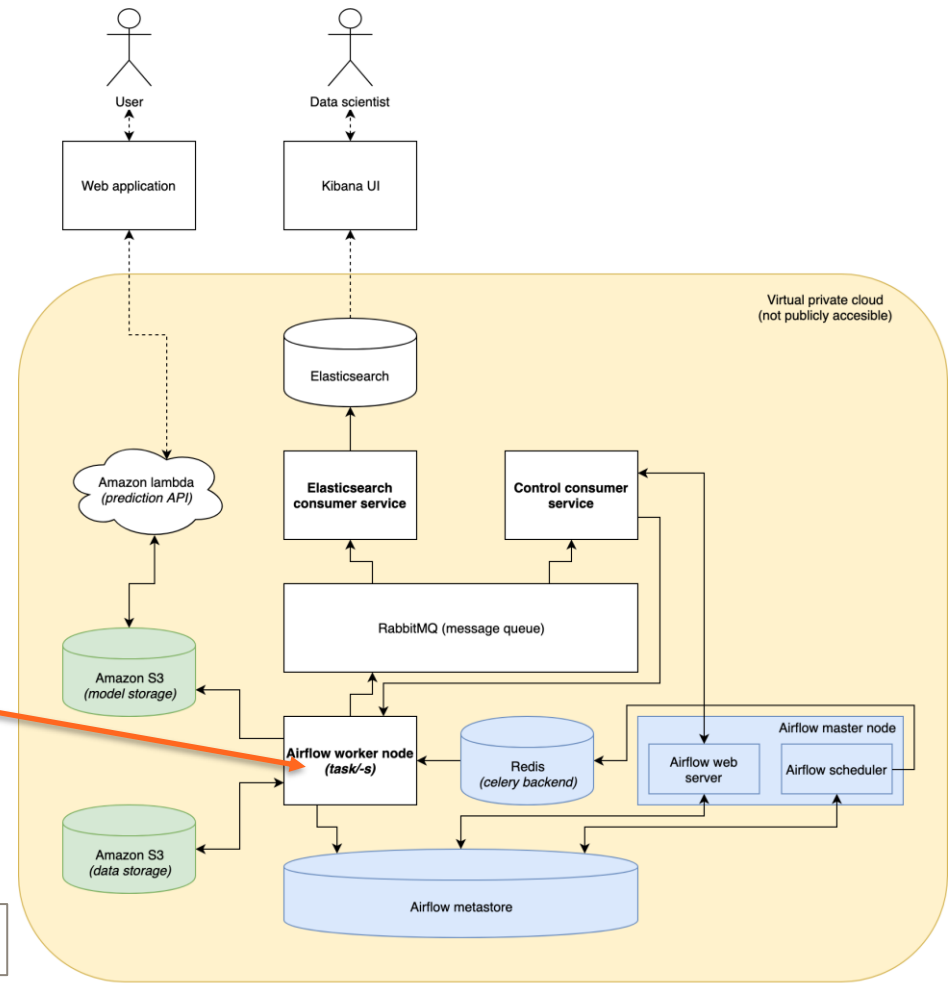 User
Data scientist
Web application
Kibana UI
Virtual private cloud
(not publicly accesible)
Elasticsearch
Amazon lambda
(prediction API)
Elasticsearch
consumer service
Control consumer
service
RabbitMQ (message queue)
Amazon S3
(model storage)
Airflow worker node
(task/-s)
Redis
(celery backend)
Airflow master node
Airflow web
server
Airflow scheduler
Amazon S3
(data storage)
Airflow metastore